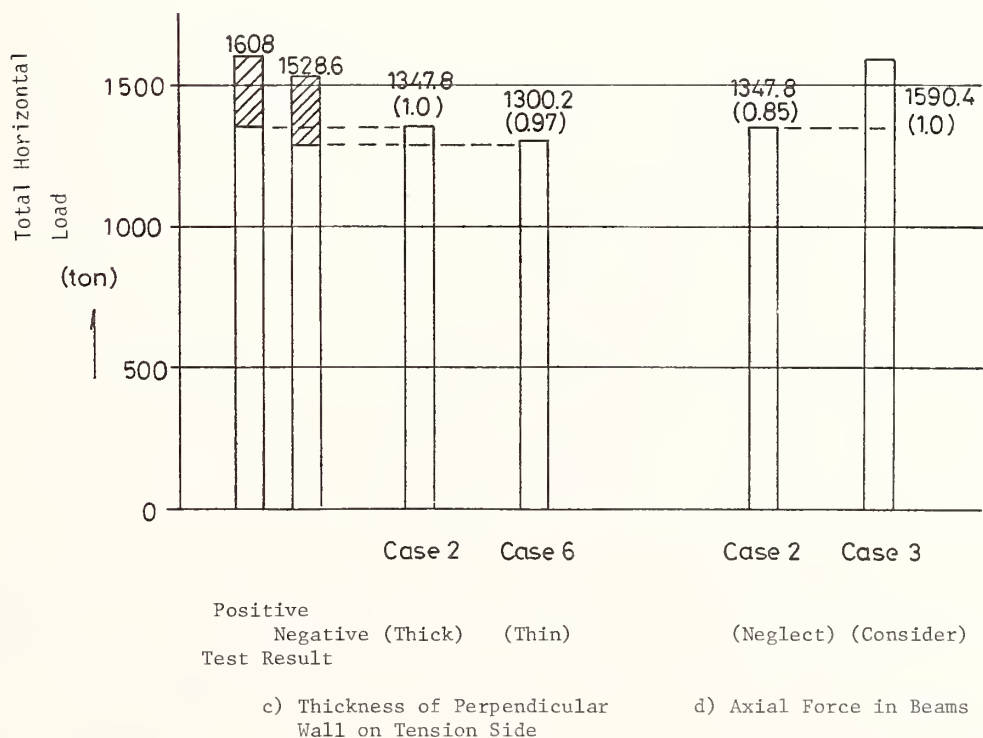 Total Horizontal
Load
(ton)
1500
1000
500
0
1608
1528.6
1347.8
(1.0)
1300.2
(0.97)
1347.8
(0.85)
1590.4
(1.0)
Case 2
Case 6
Case 2
Case 3
Positive
Negative
(Thick)
(Thin)
(Neglect)
(Consider)
Test Result
c) Thickness of Perpendicular
Wall on Tension Side
d) Axial Force in Beams